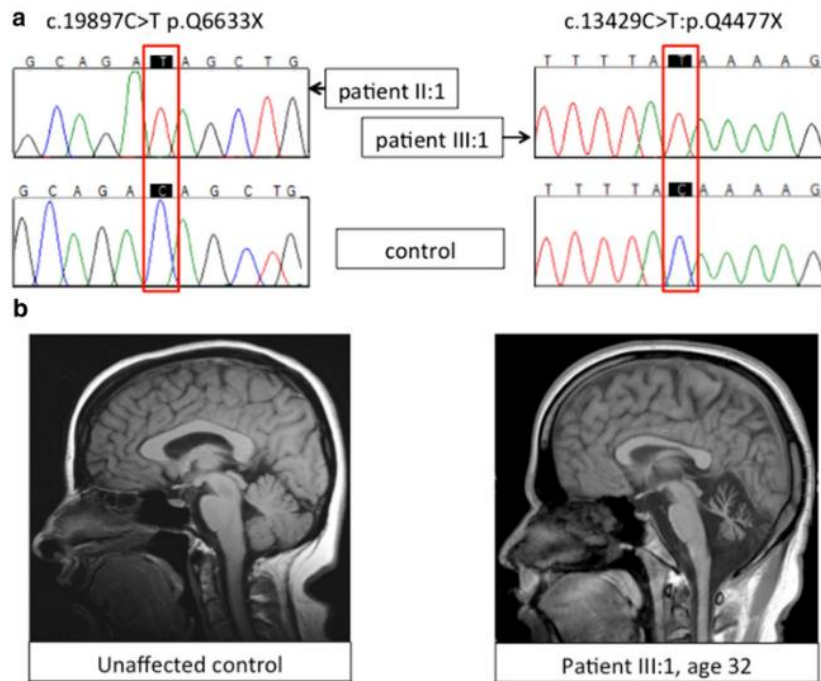 a
c.19897C>T p.Q6633X
c.13429C>T:p.Q4477X
G C A G A T A G C T G
T T T T A T A A A A G
patient II:1
patient III:1
G C A G A C A G C T G
T T T T A C A A A A G
control
b
Unaffected control
Patient III:1, age 32